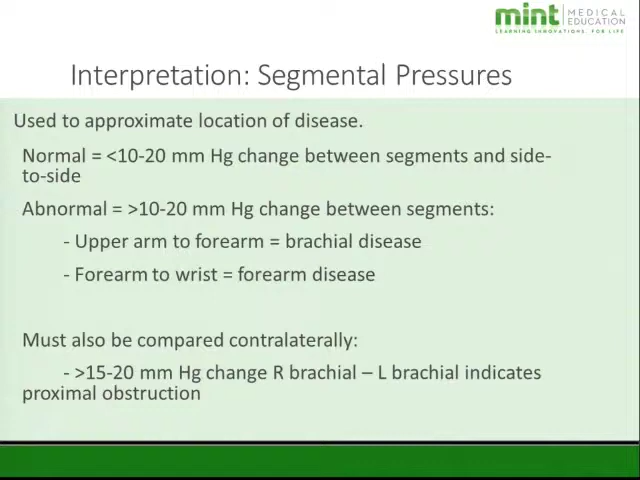 mint MEDICAL EDUCATION
LEARNING INNOVATIONS. FOR LIFE
Interpretation: Segmental Pressures
Used to approximate location of disease.
Normal = <10-20 mm Hg change between segments and side-
to-side
Abnormal = >10-20 mm Hg change between segments:
- Upper arm to forearm = brachial disease
- Forearm to wrist = forearm disease
Must also be compared contralaterally:
- >15-20 mm Hg change R brachial – L brachial indicates
proximal obstruction